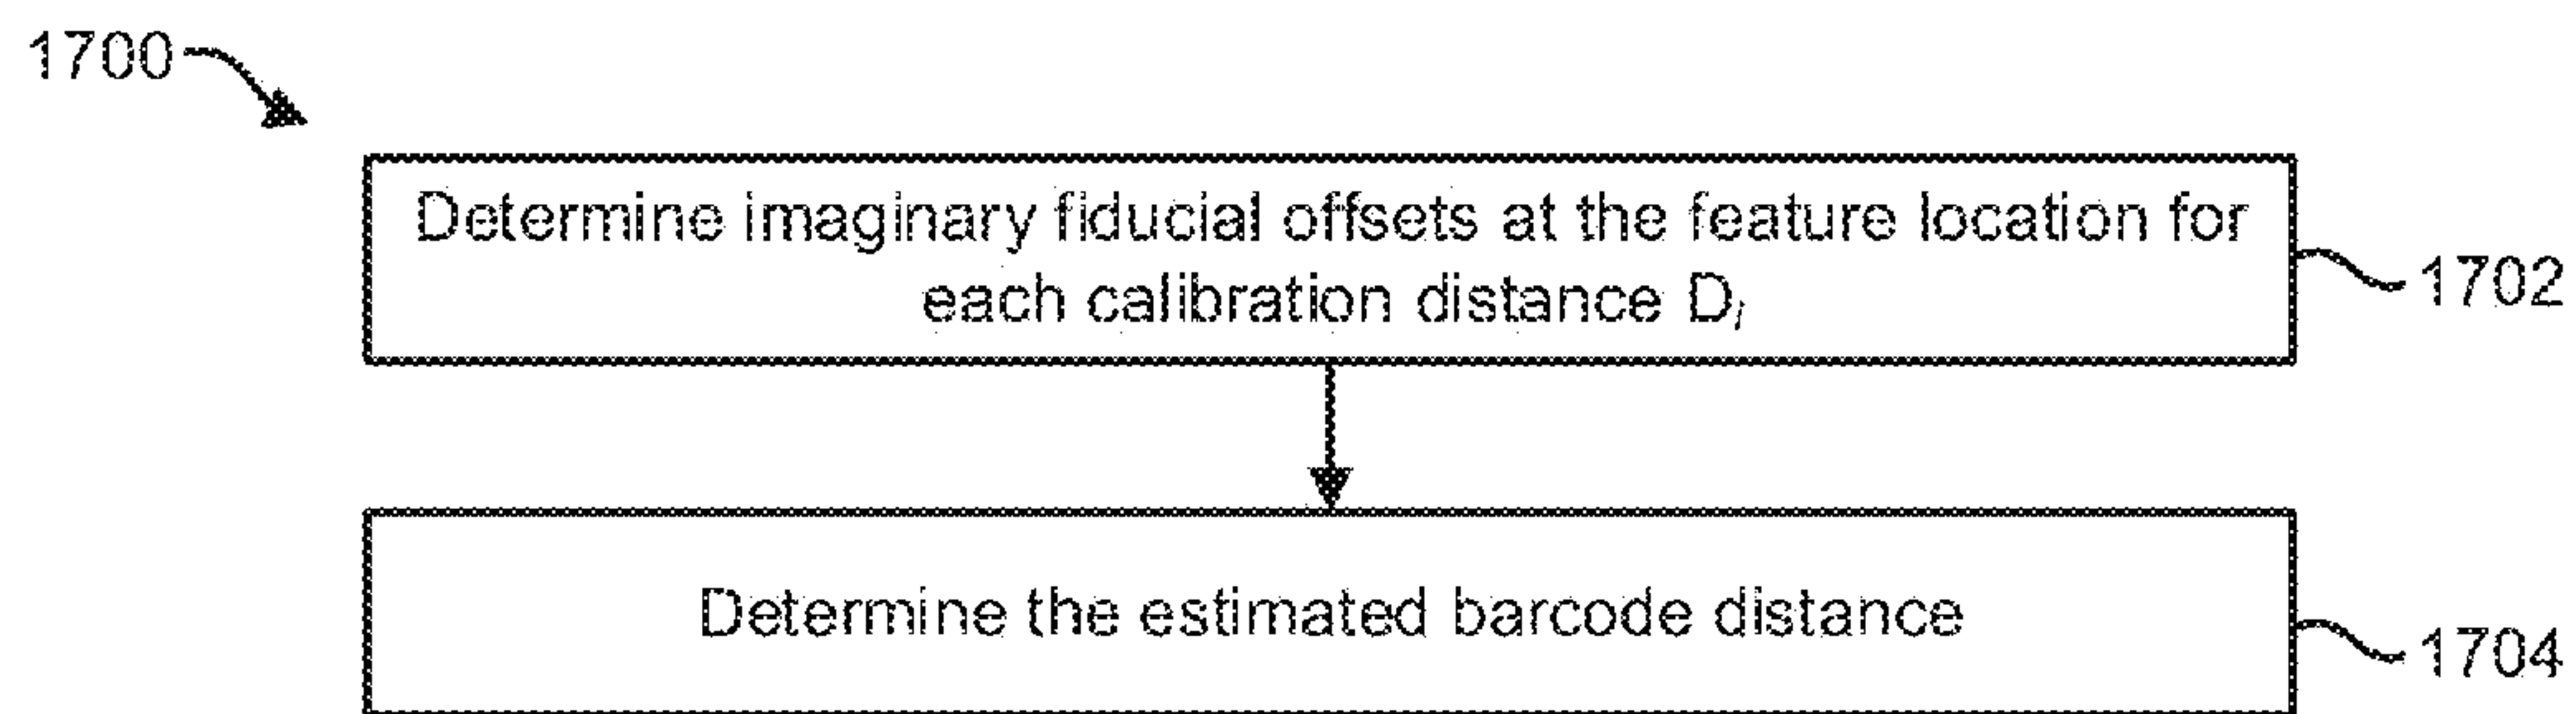 1700
Determine imaginary fiducial offsets at the feature location for
each calibration distance Dᵢ
1702
Determine the estimated barcode distance
1704